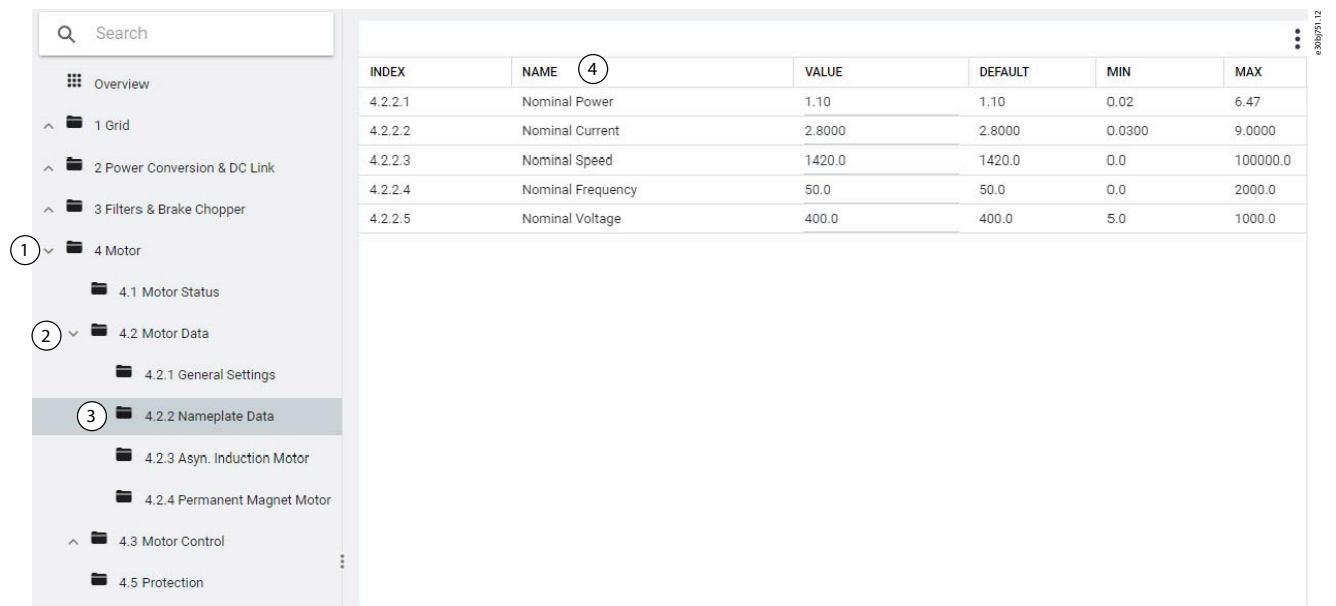 Search
Overview
1 Grid
2 Power Conversion & DC Link
3 Filters & Brake Chopper
1 4 Motor
4.1 Motor Status
2 4.2 Motor Data
4.2.1 General Settings
3 4.2.2 Nameplate Data
4.2.3 Asyn. Induction Motor
4.2.4 Permanent Magnet Motor
4.3 Motor Control
4.5 Protection
INDEX NAME 4 VALUE DEFAULT MIN MAX
4.2.2.1 Nominal Power 1.10 1.10 0.02 6.47
4.2.2.2 Nominal Current 2.8000 2.8000 0.0300 9.0000
4.2.2.3 Nominal Speed 1420.0 1420.0 0.0 100000.0
4.2.2.4 Nominal Frequency 50.0 50.0 0.0 2000.0
4.2.2.5 Nominal Voltage 400.0 400.0 5.0 1000.0
e30bj751.12